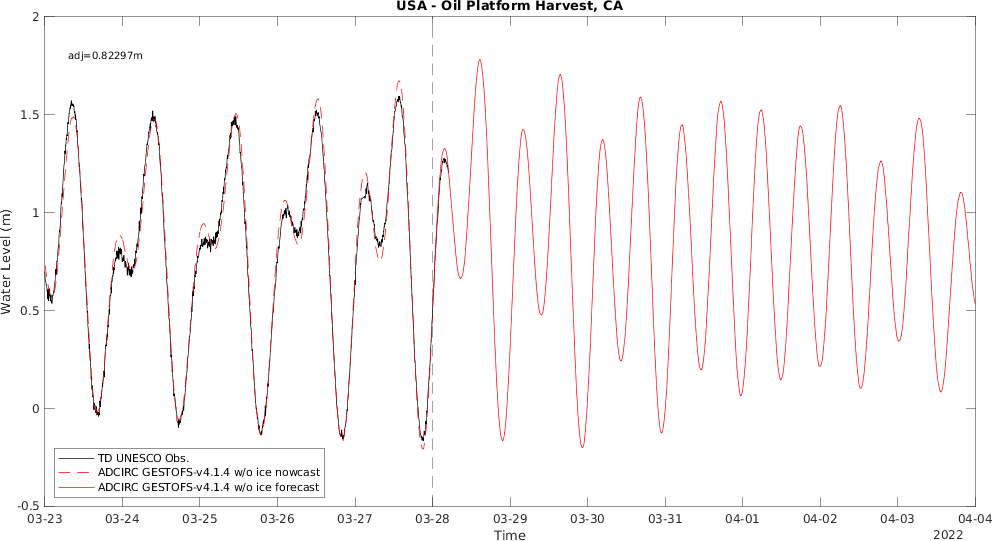 USA - Oil Platform Harvest, CA
adj=0.82297m
Water Level (m)
2
1.5
1
0.5
0
-0.5
TD UNESCO Obs.
ADCIRC GESTOFS-v4.1.4 w/o ice nowcast
ADCIRC GESTOFS-v4.1.4 w/o ice forecast
03-23 03-24 03-25 03-26 03-27 03-28 03-29 03-30 03-31 04-01 04-02 04-03 04-04
Time
2022